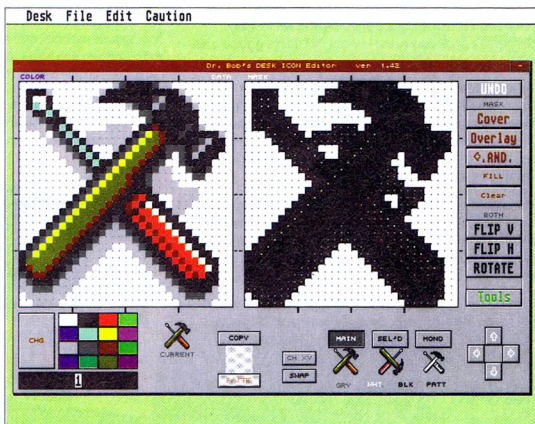 Desk File Edit Caution
Dr. Bob's DESK ICON Editor ver 1.42
COLOR DATA MASK
UNDO
MASK
Cover
Overlay
◇.AND.
FILL
Clear
BOTH
FLIP V
FLIP H
ROTATE
Tools
CHG
1
CURRENT
COPY
PASTE
CH XY
SWAP
MAIN SEL'D MONO
GRY WHT BLK PATT